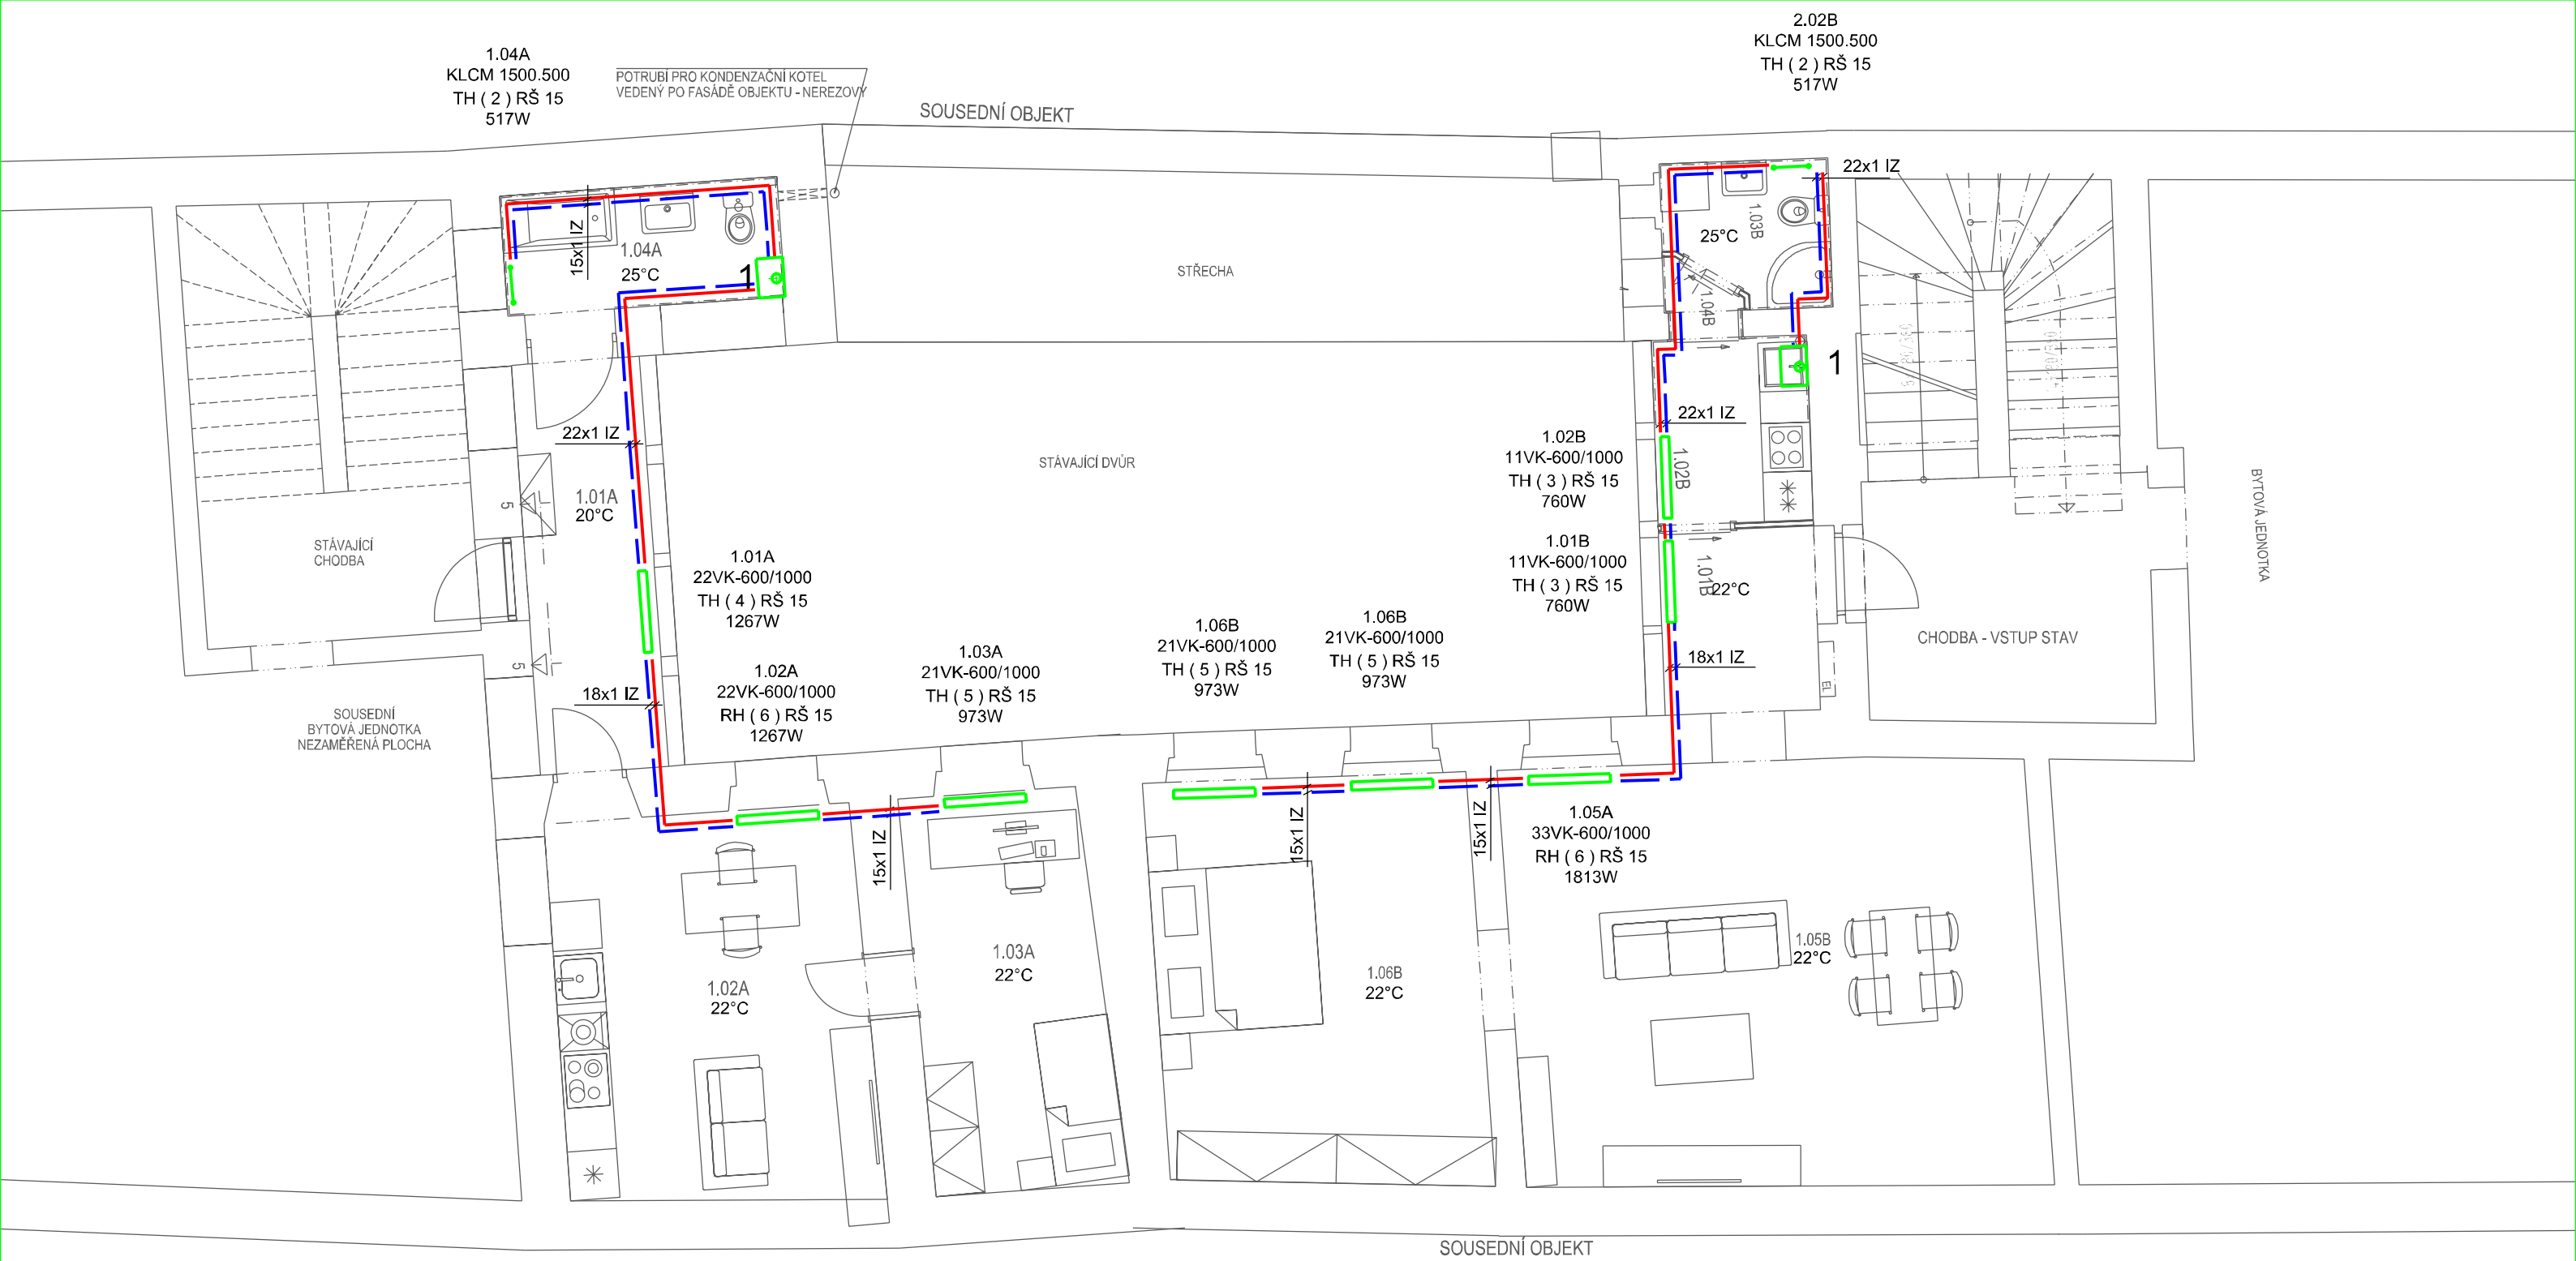 1.04A
KLCM 1500.500
TH ( 2 ) RŠ 15
517W
POTRUBÍ PRO KONDENZAČNÍ KOTEL
VEDENÝ PO FASÁDĚ OBJEKTU - NEREZOVÝ
SOUSEDNÍ OBJEKT
2.02B
KLCM 1500.500
TH ( 2 ) RŠ 15
517W
22x1 IZ
15x1 IZ
1.04A
25°C
1
STŘECHA
1.03B
25°C
1.04B
1
22x1 IZ
22x1 IZ
STÁVAJÍCÍ DVŮR
1.02B
11VK-600/1000
TH ( 3 ) RŠ 15
760W
1.02B
1.01A
20°C
5
STÁVAJÍCÍ
CHODBA
1.01A
22VK-600/1000
TH ( 4 ) RŠ 15
1267W
1.01B
11VK-600/1000
TH ( 3 ) RŠ 15
760W
1.01B
22°C
BYTOVÁ JEDNOTKA
CHODBA - VSTUP STAV
5
18x1 IZ
1.02A
22VK-600/1000
RH ( 6 ) RŠ 15
1267W
1.03A
21VK-600/1000
TH ( 5 ) RŠ 15
973W
1.06B
21VK-600/1000
TH ( 5 ) RŠ 15
973W
1.06B
21VK-600/1000
TH ( 5 ) RŠ 15
973W
18x1 IZ
EL
SOUSEDNÍ
BYTOVÁ JEDNOTKA
NEZAMĚŘENÁ PLOCHA
15x1 IZ
15x1 IZ
15x1 IZ
1.05A
33VK-600/1000
RH ( 6 ) RŠ 15
1813W
1.02A
22°C
1.03A
22°C
1.06B
22°C
1.05B
22°C
SOUSEDNÍ OBJEKT